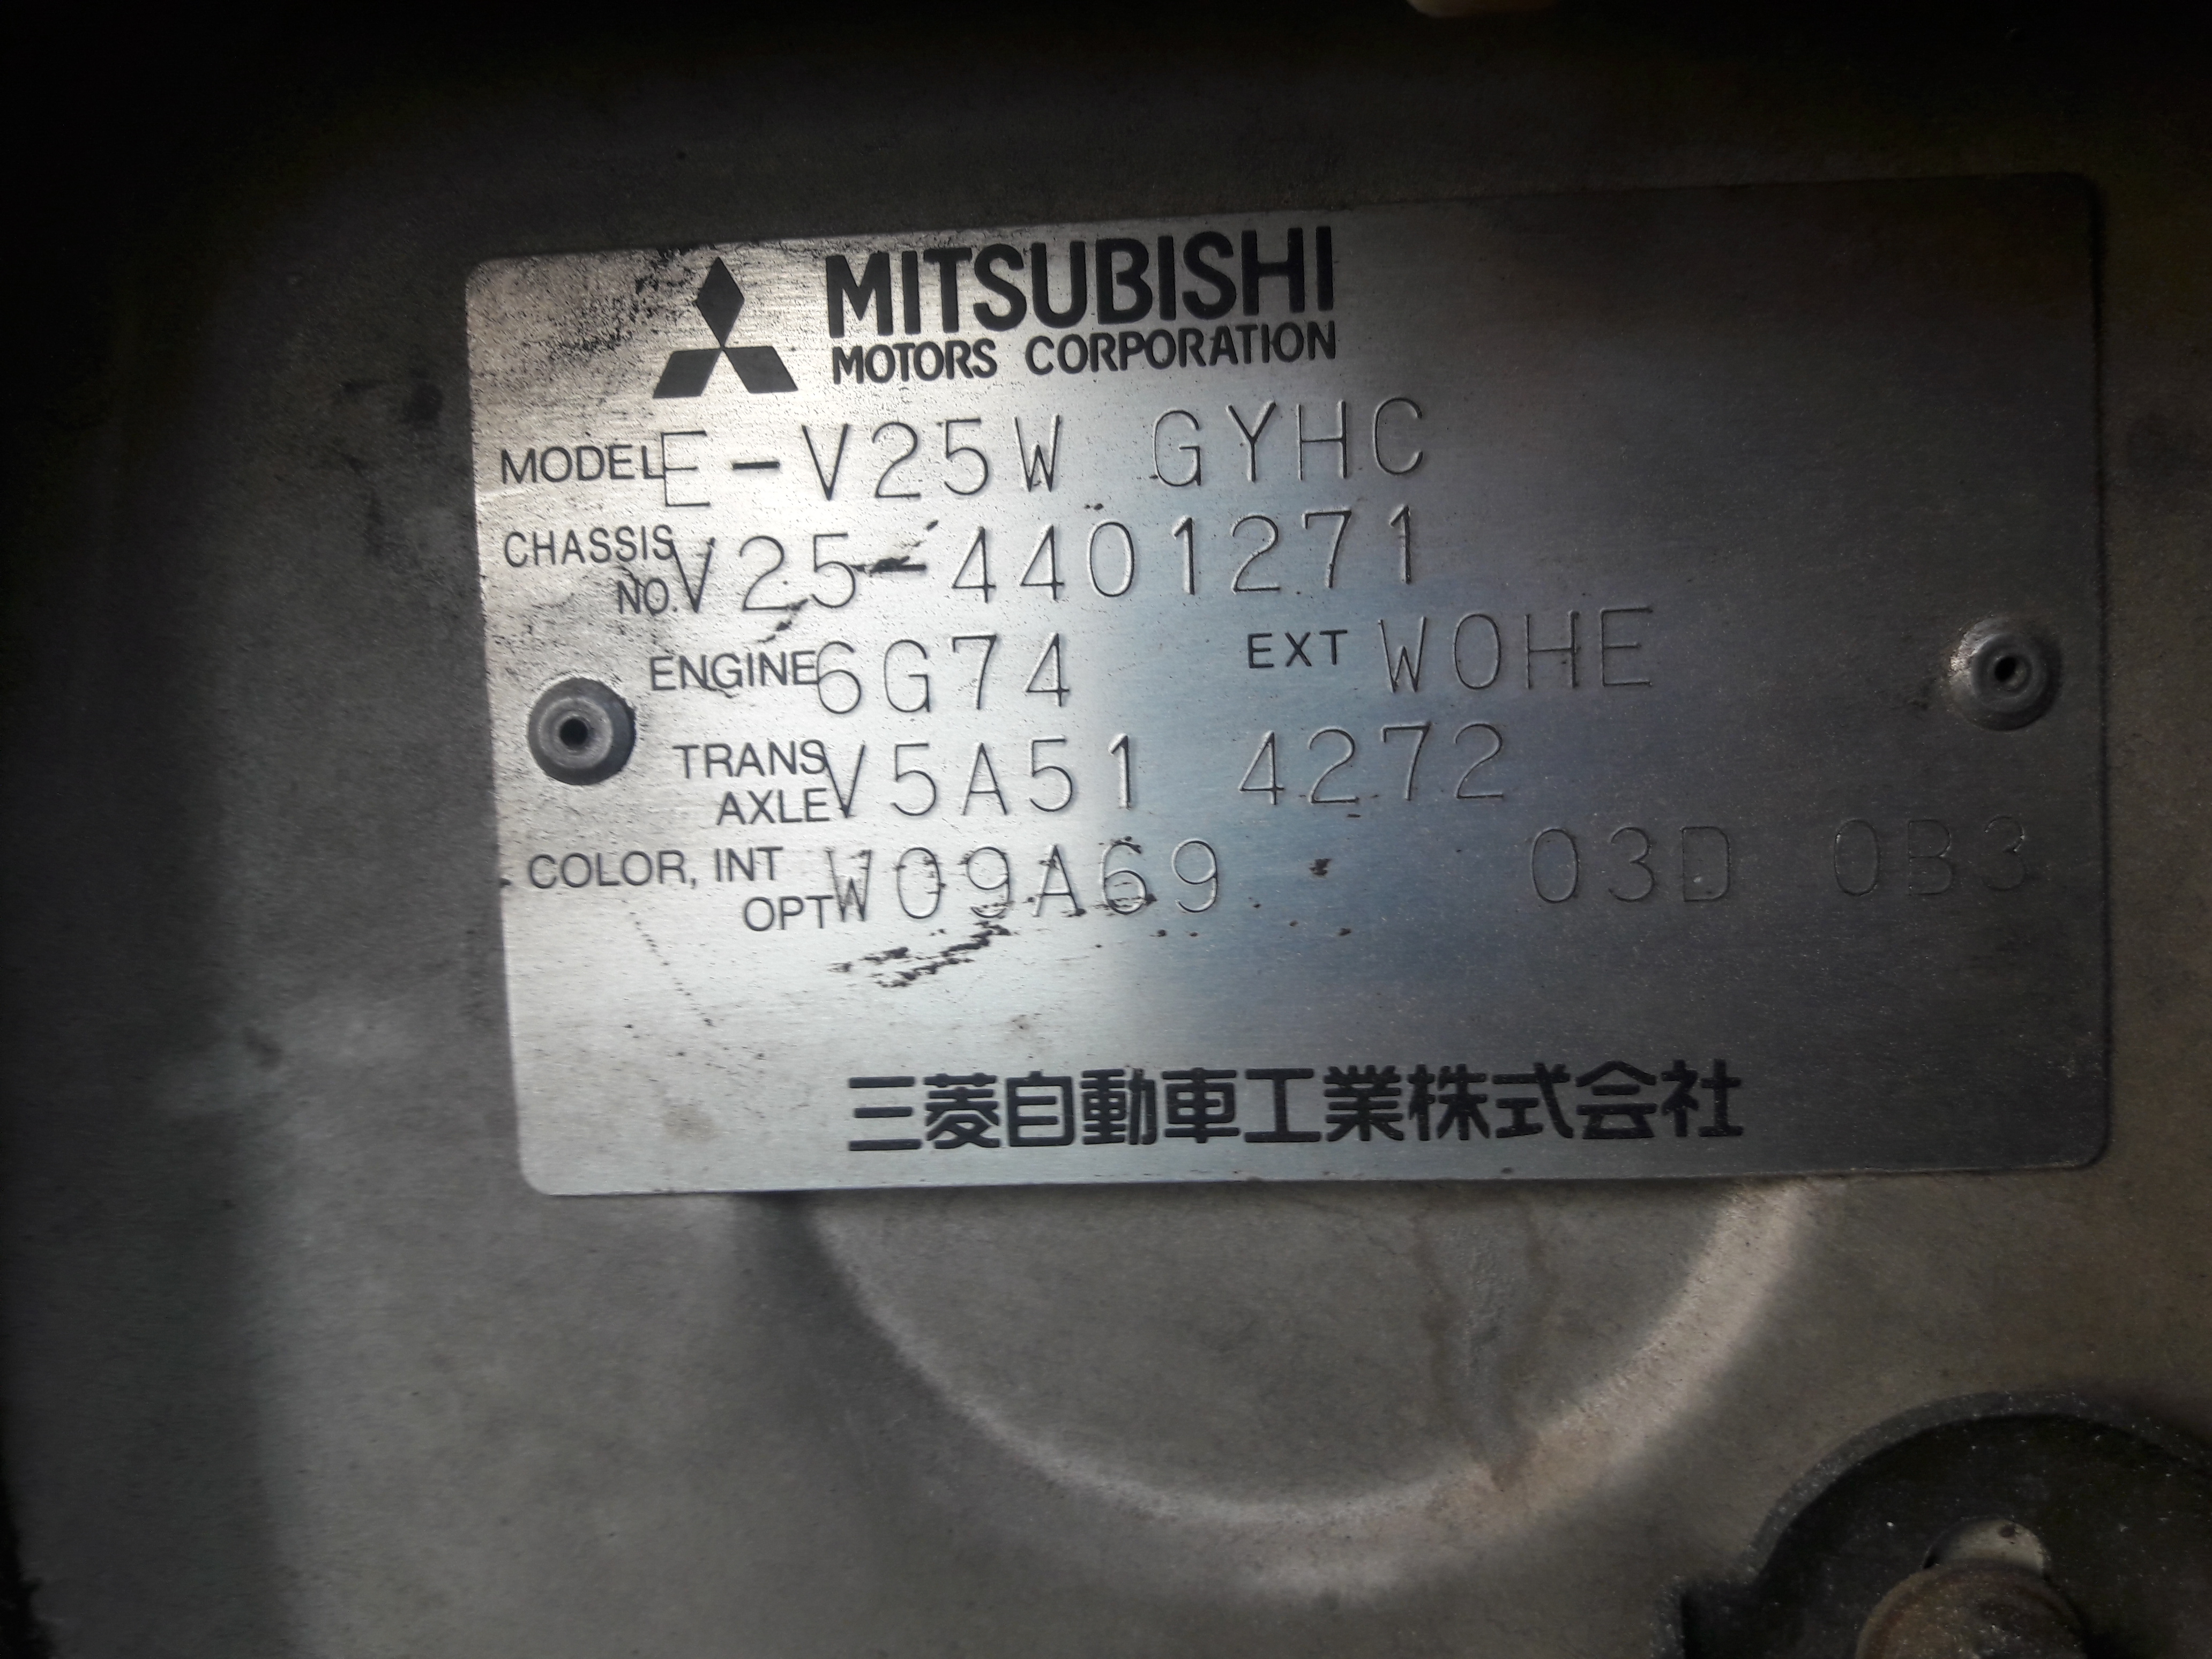 MITSUBISHI
MOTORS CORPORATION
MODEL E-V25W GYHC
CHASSIS NO. V25-4401271
ENGINE 6G74 EXT W0HE
TRANS AXLE V5A51 4272
COLOR, INT OPT W09A69 03D 0B3
三菱自動車工業株式会社